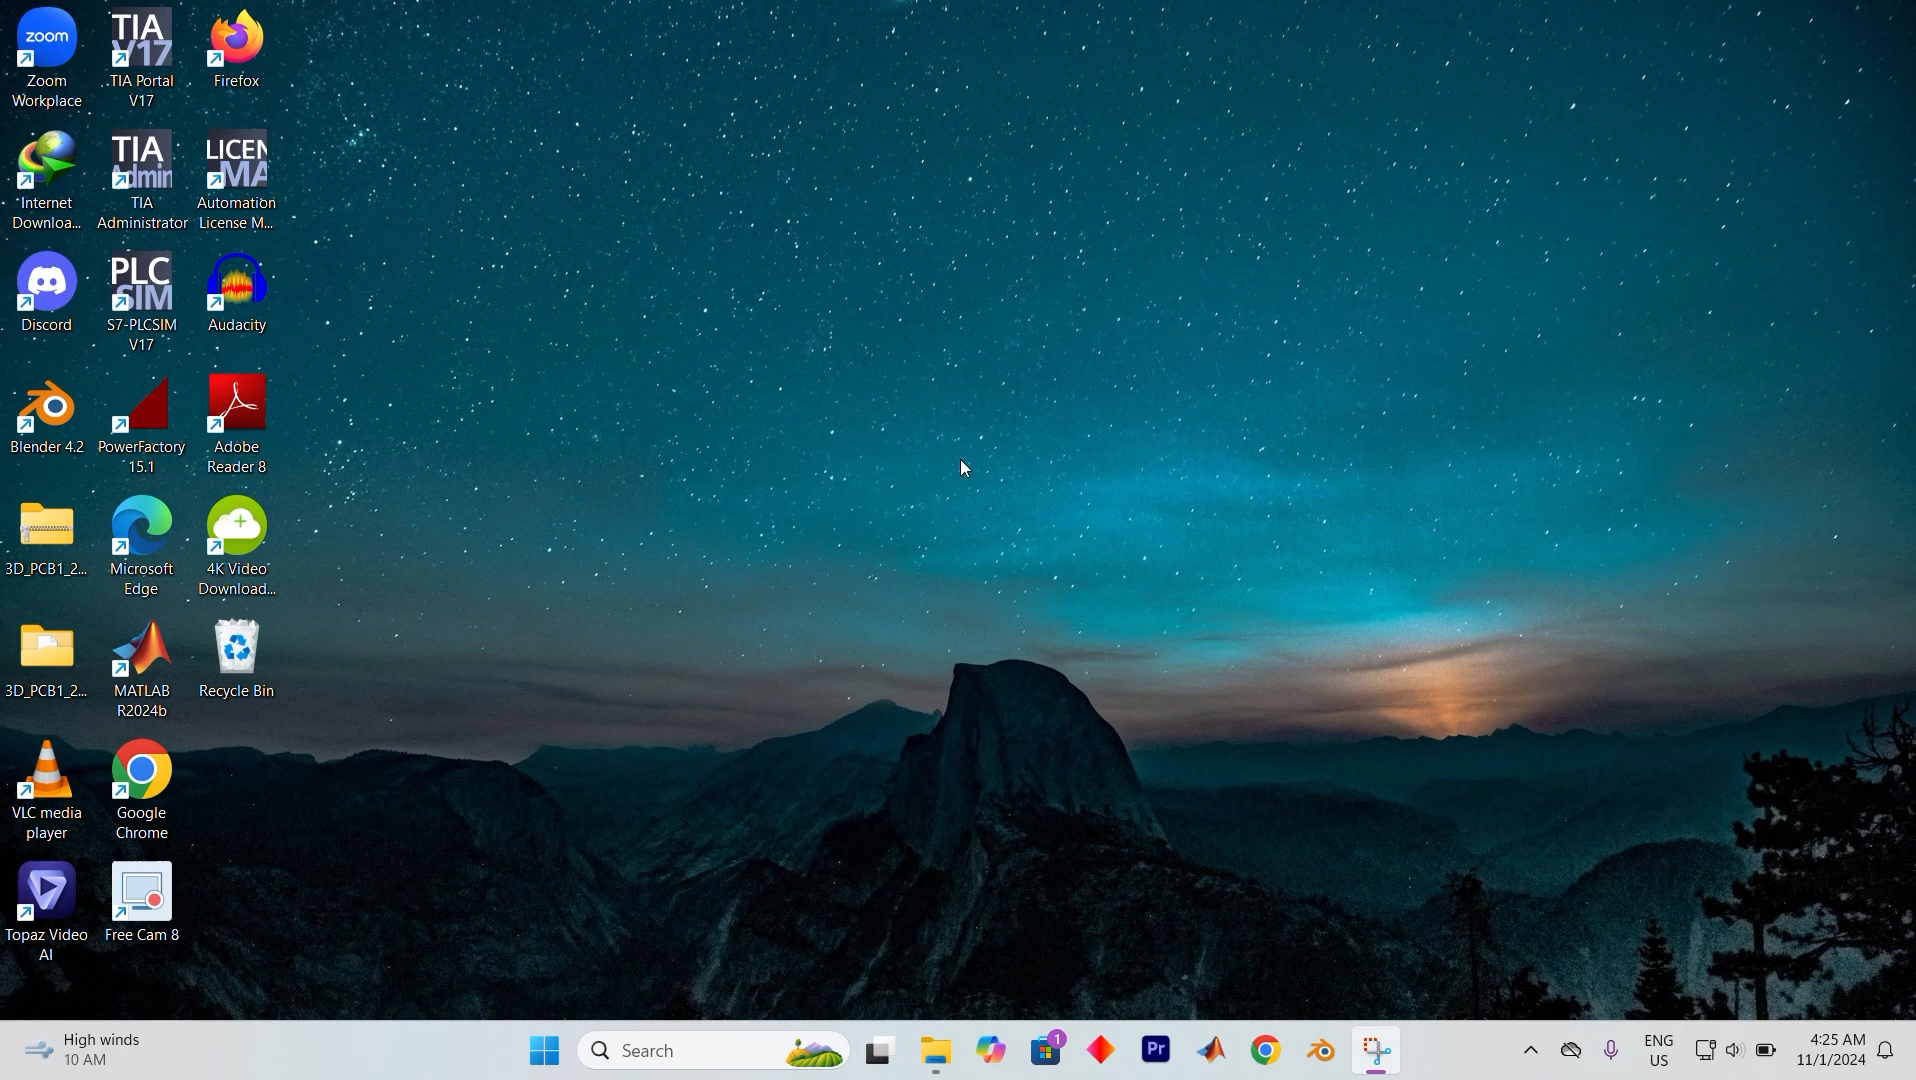 zoom
Zoom
Workplace
TIA
V17
TIA Portal
V17
Firefox
Internet
Downloa...
TIA
Admin
TIA
Administrator
LICEN
MA
Automation
License M...
Discord
PLC
SIM
S7-PLCSIM
V17
Audacity
Blender 4.2
PowerFactory
15.1
Adobe
Reader 8
3D_PCB1_2...
Microsoft
Edge
4K Video
Download...
3D_PCB1_2...
MATLAB
R2024b
Recycle Bin
VLC media
player
Google
Chrome
Topaz Video
AI
Free Cam 8
High winds
10 AM
Search
1
Pr
ENG
US
4:25 AM
11/1/2024